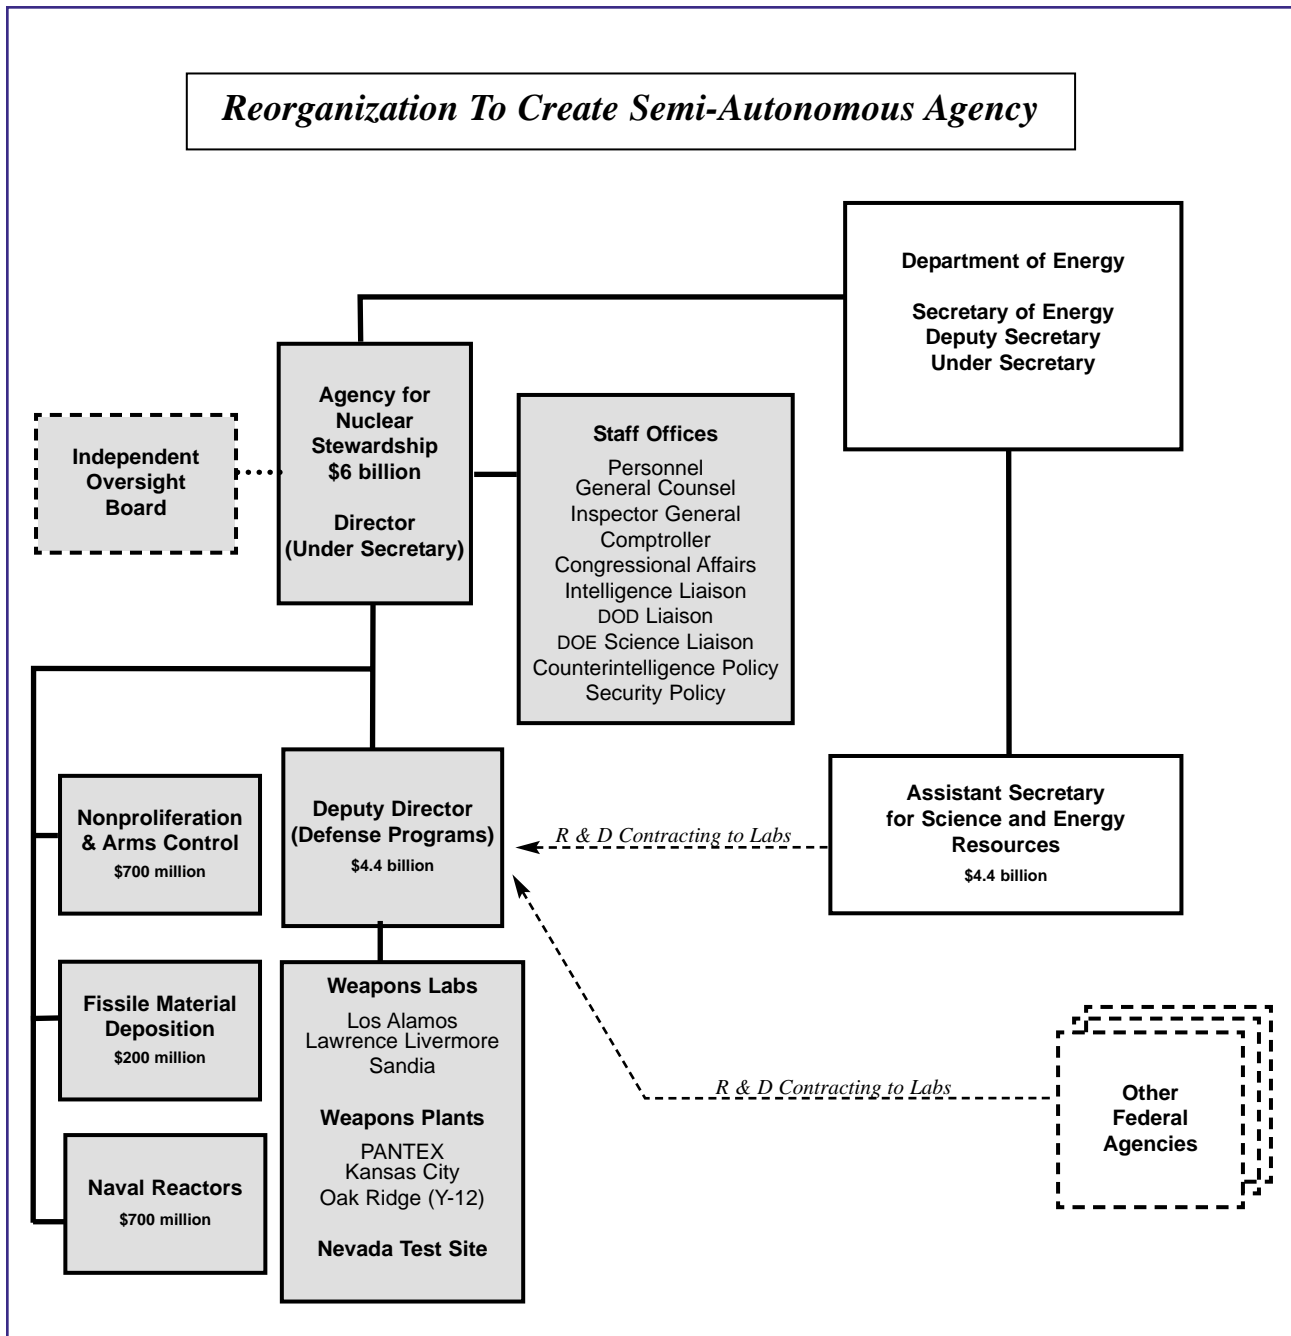 Reorganization To Create Semi-Autonomous Agency
Department of Energy
Secretary of Energy
Deputy Secretary
Under Secretary
Agency for
Nuclear
Stewardship
$6 billion
Director
(Under Secretary)
Independent
Oversight
Board
Staff Offices
Personnel
General Counsel
Inspector General
Comptroller
Congressional Affairs
Intelligence Liaison
DOD Liaison
DOE Science Liaison
Counterintelligence Policy
Security Policy
Nonproliferation
& Arms Control
$700 million
Deputy Director
(Defense Programs)
$4.4 billion
R & D Contracting to Labs
Assistant Secretary
for Science and Energy
Resources
$4.4 billion
Fissile Material
Deposition
$200 million
Weapons Labs
Los Alamos
Lawrence Livermore
Sandia
Weapons Plants
PANTEX
Kansas City
Oak Ridge (Y-12)
Nevada Test Site
R & D Contracting to Labs
Other
Federal
Agencies
Naval Reactors
$700 million